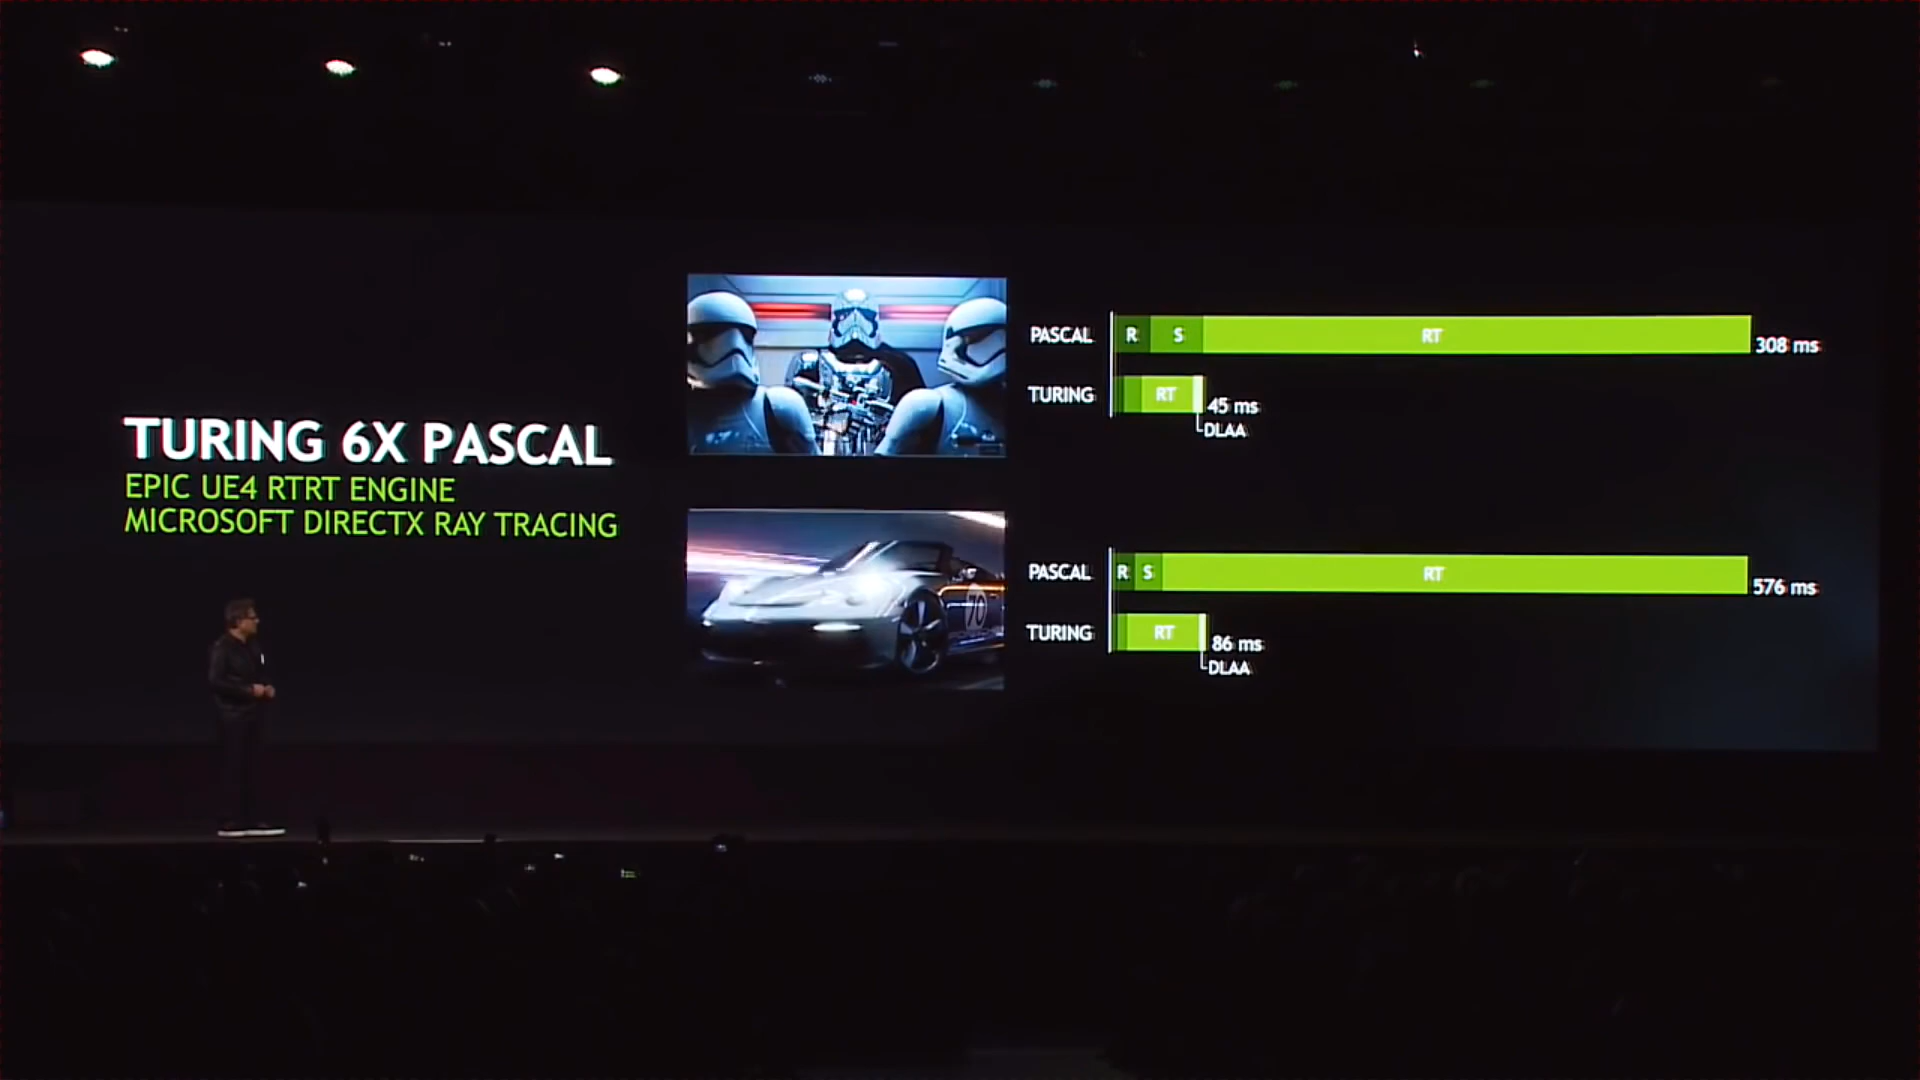 TURING 6X PASCAL
EPIC UE4 RTRT ENGINE
MICROSOFT DIRECTX RAY TRACING
PASCAL R S RT 308 ms
TURING RT 45 ms
DLAA
70
PASCAL R S RT 576 ms
TURING RT 86 ms
DLAA